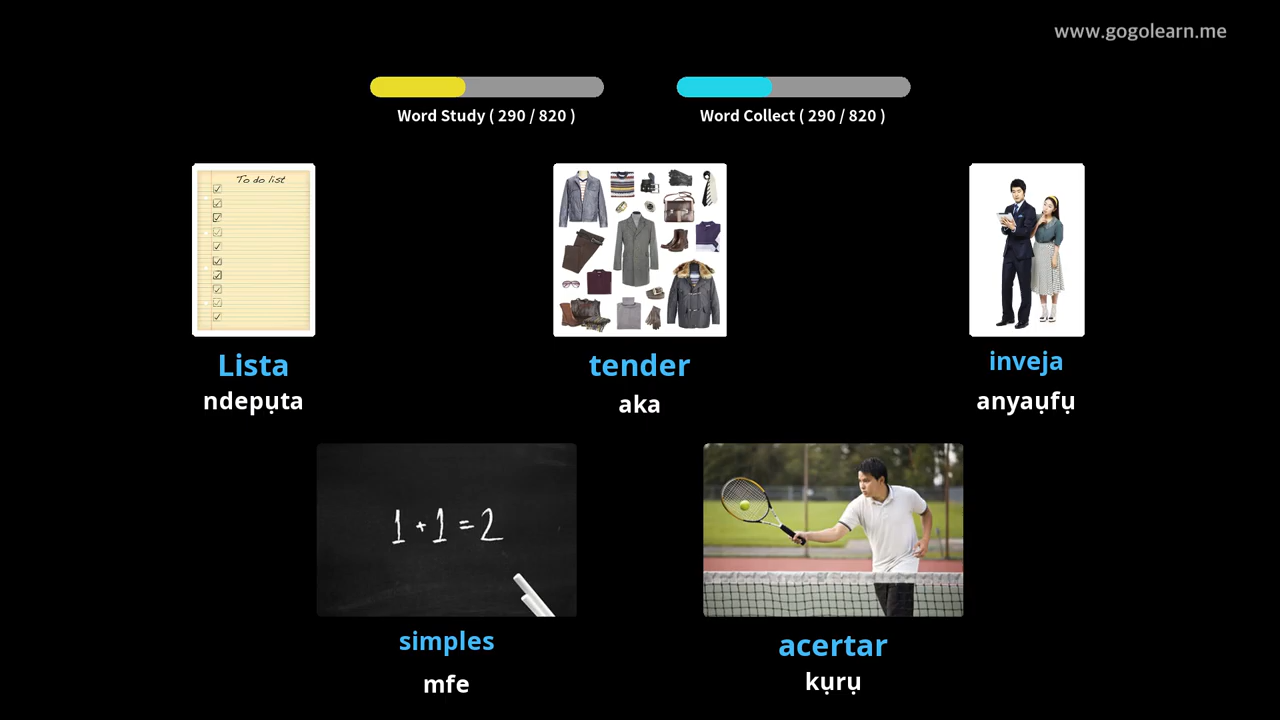 www.gogolearn.me
Word Study ( 290 / 820 )
Word Collect ( 290 / 820 )
To do list
Lista
ndepụta
tender
aka
inveja
anyaụfụ
1 + 1 = 2
simples
mfe
acertar
kụrụ